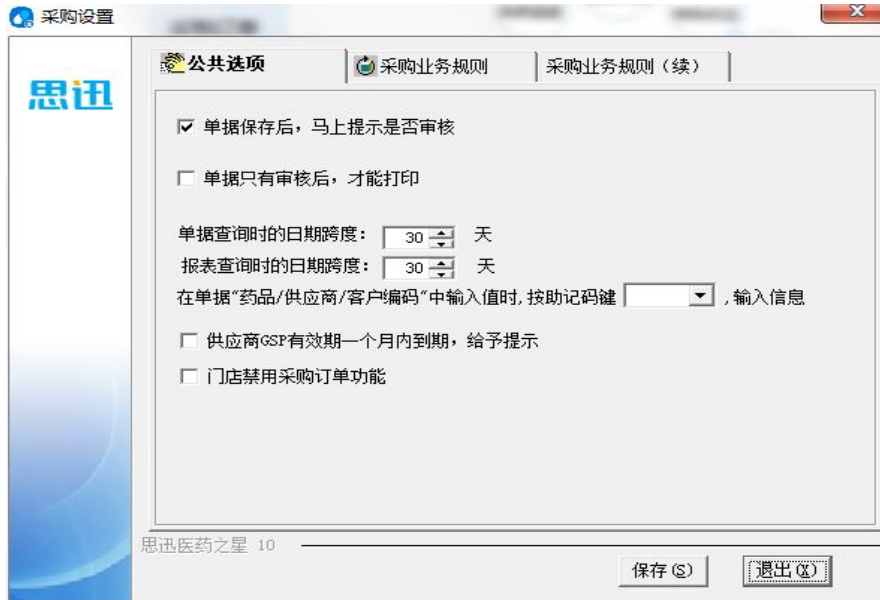 采购设置
思迅
公共选项
采购业务规则
采购业务规则（续）
单据保存后，马上提示是否审核
单据只有审核后，才能打印
单据查询时的日期跨度： 30 天
报表查询时的日期跨度： 30 天
在单据"药品/供应商/客户编码"中输入值时,按助记码键 ,输入信息
供应商GSP有效期一个月内到期，给予提示
门店禁用采购订单功能
思迅医药之星 10
保存(S)
退出(X)